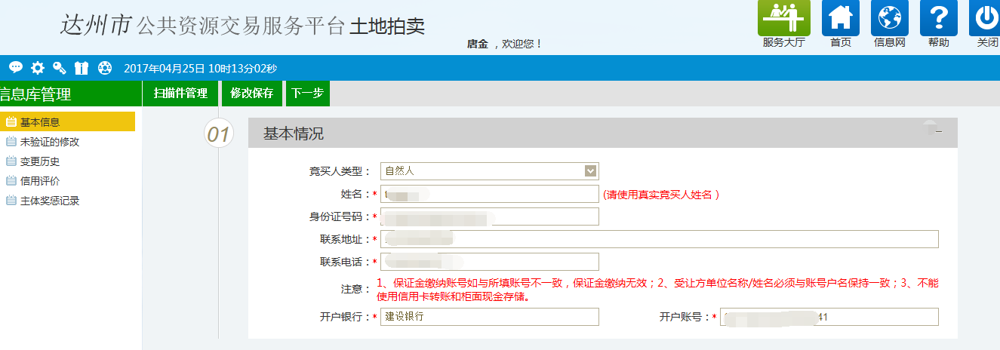 达州市 公共资源交易服务平台 土地拍卖
唐金 ，欢迎您！
服务大厅 首页 信息网 帮助 关闭
2017年04月25日 10时13分02秒
信息库管理 扫描件管理 修改保存 下一步
基本信息
未验证的修改
变更历史
信用评价
主体奖惩记录
01 基本情况
竞买人类型： 自然人
姓名：* (请使用真实竞买人姓名）
身份证号码：*
联系地址：*
联系电话：*
注意： 1、保证金缴纳账号如与所填账号不一致，保证金缴纳无效；2、受让方单位名称/姓名必须与账号户名保持一致；3、不能
使用信用卡转账和柜面现金存储。
开户银行：* 建设银行 开户账号：* 41